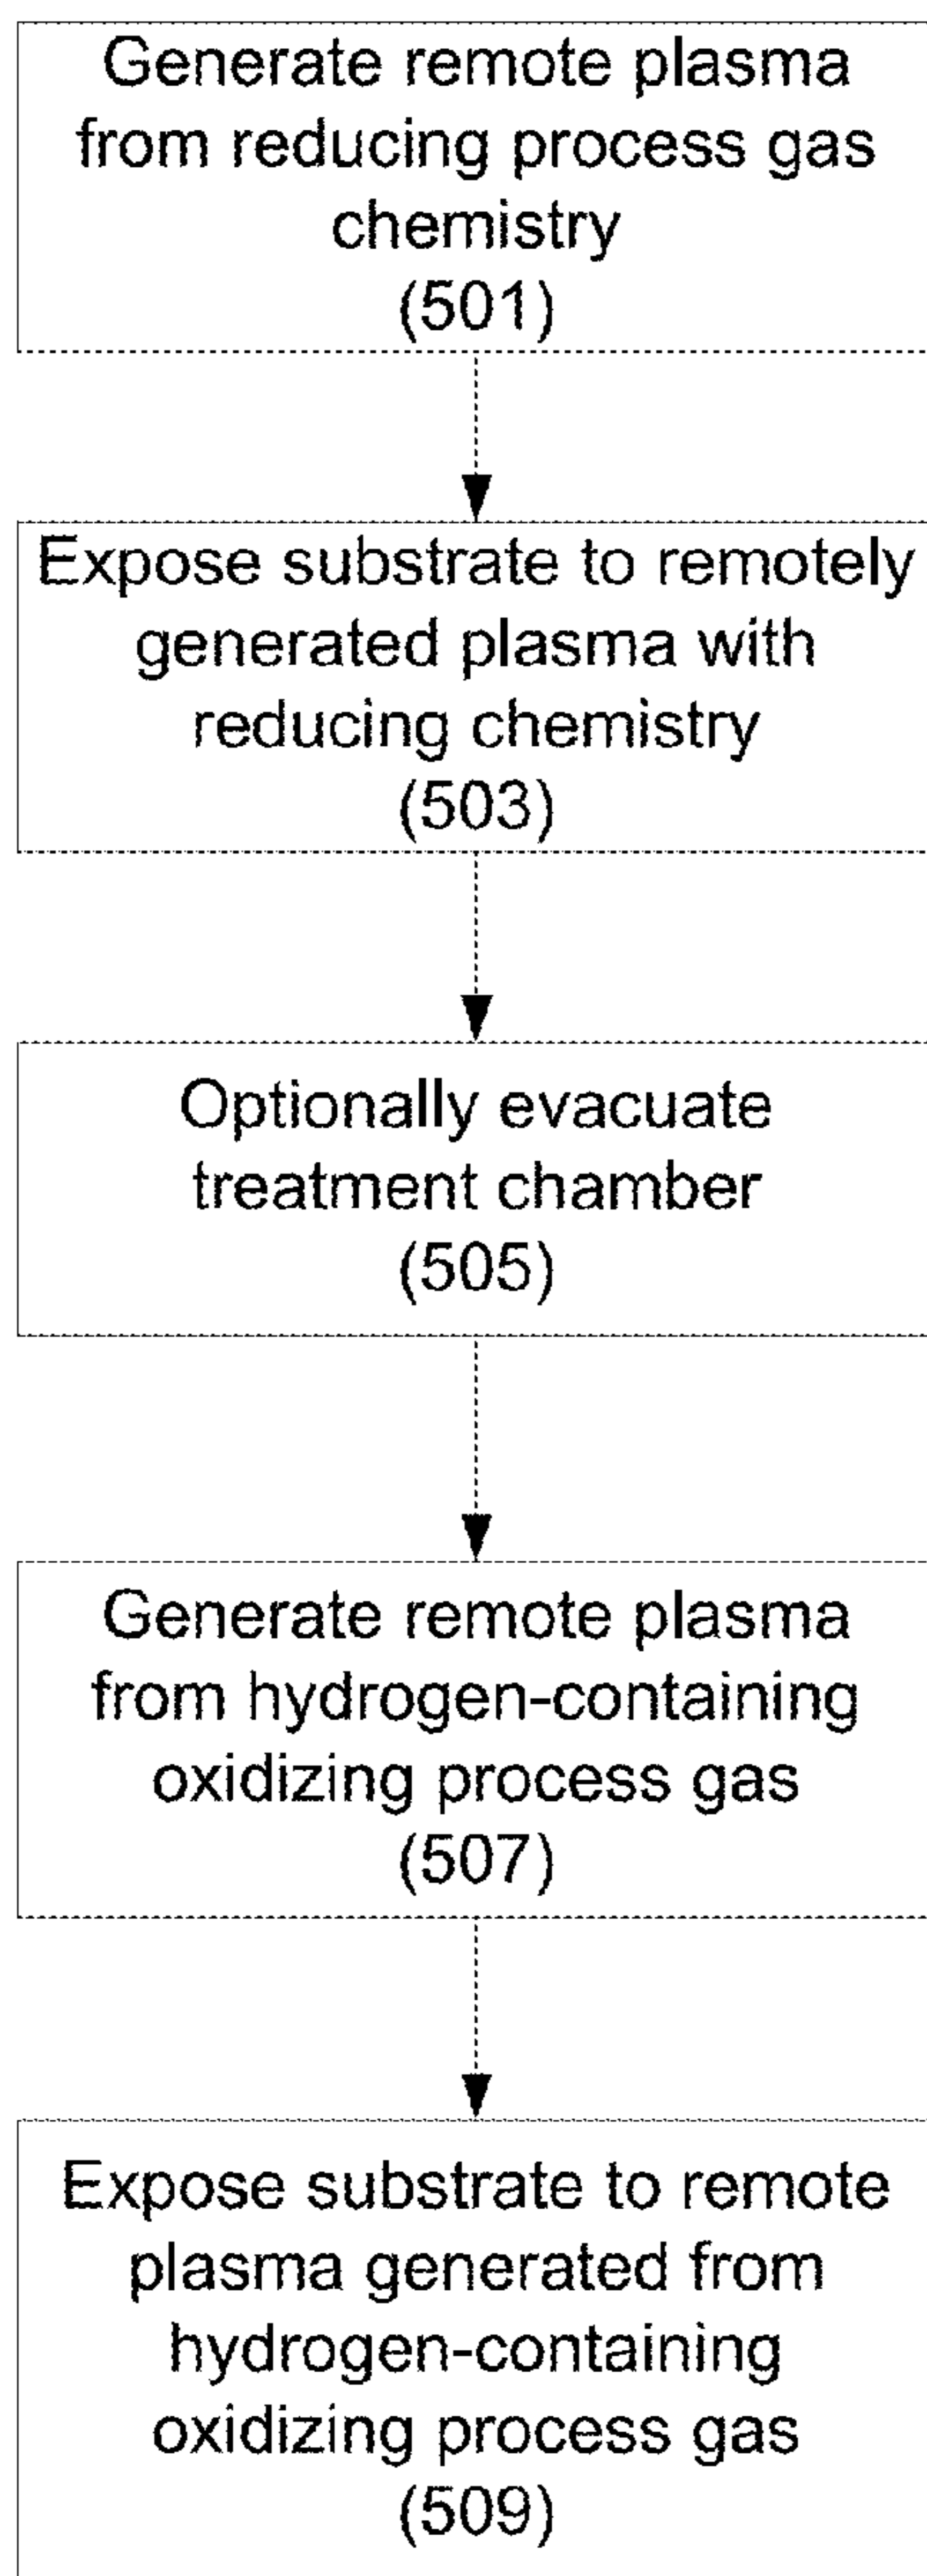 Generate remote plasma
from reducing process gas
chemistry
(501)
Expose substrate to remotely
generated plasma with
reducing chemistry
(503)
Optionally evacuate
treatment chamber
(505)
Generate remote plasma
from hydrogen-containing
oxidizing process gas
(507)
Expose substrate to remote
plasma generated from
hydrogen-containing
oxidizing process gas
(509)